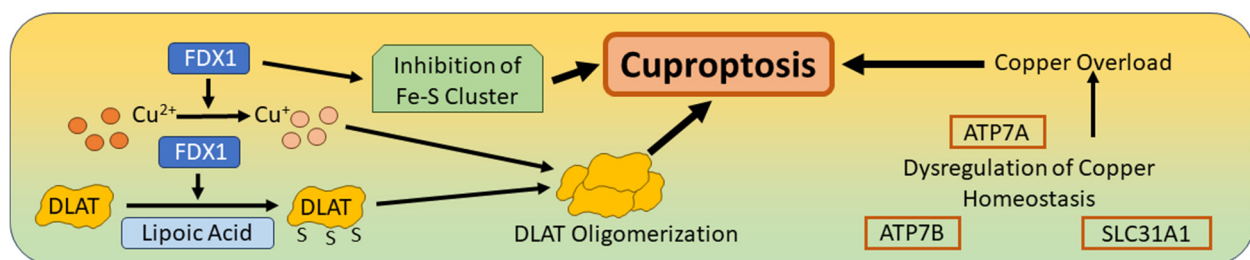 FDX1
Inhibition of
Fe-S Cluster
Cuproptosis
Copper Overload
Cu2+
Cu+
ATP7A
FDX1
Dysregulation of Copper
Homeostasis
DLAT
DLAT
Lipoic Acid
S S S
DLAT Oligomerization
ATP7B
SLC31A1